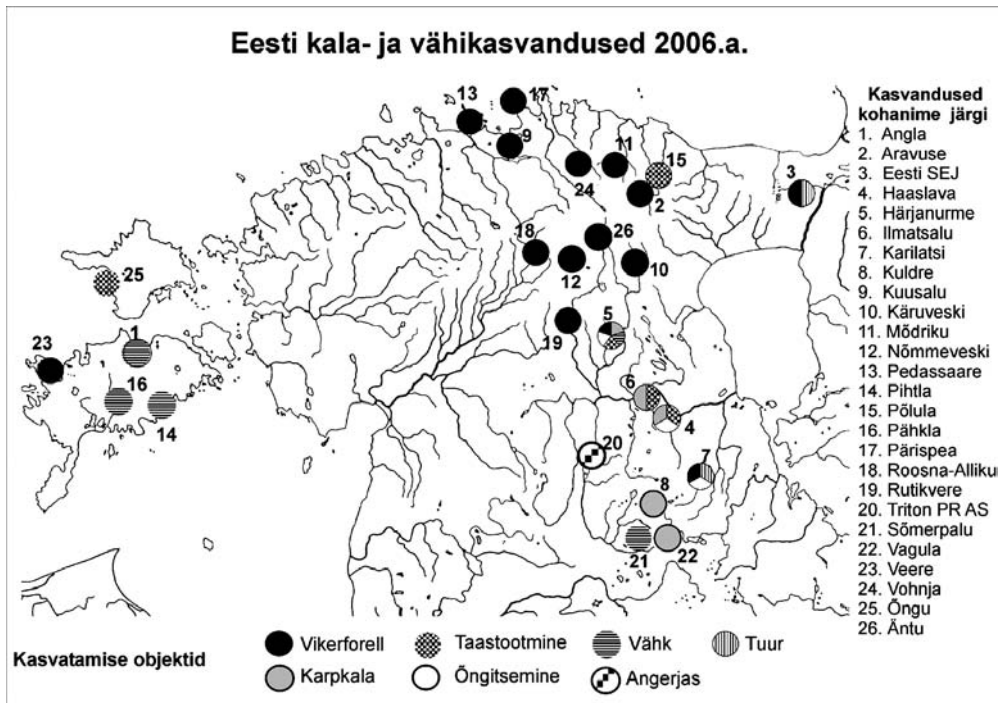 Eesti kala- ja vähikasvandused 2006.a.
13
17
9
11
15
24
2
3
18
26
12
10
25
5
19
1
23
16
14
6
4
20
7
8
21
22
Kasvandused
kohanime järgi
1. Angla
2. Aravuse
3. Eesti SEJ
4. Haaslava
5. Härjanurme
6. Ilmatsalu
7. Karilatsi
8. Kuldre
9. Kuusalu
10. Käruveski
11. Mõdriku
12. Nõmmeveski
13. Pedassaare
14. Pihtla
15. Põlula
16. Pähkla
17. Pärispea
18. Roosna-Alliku
19. Rutikvere
20. Triton PR AS
21. Sõmerpalu
22. Vagula
23. Veere
24. Vohnja
25. Õngu
26. Äntu
Kasvatamise objektid
Vikerforell
Taastootmine
Vähk
Tuur
Karpkala
Õngitsemine
Angerjas